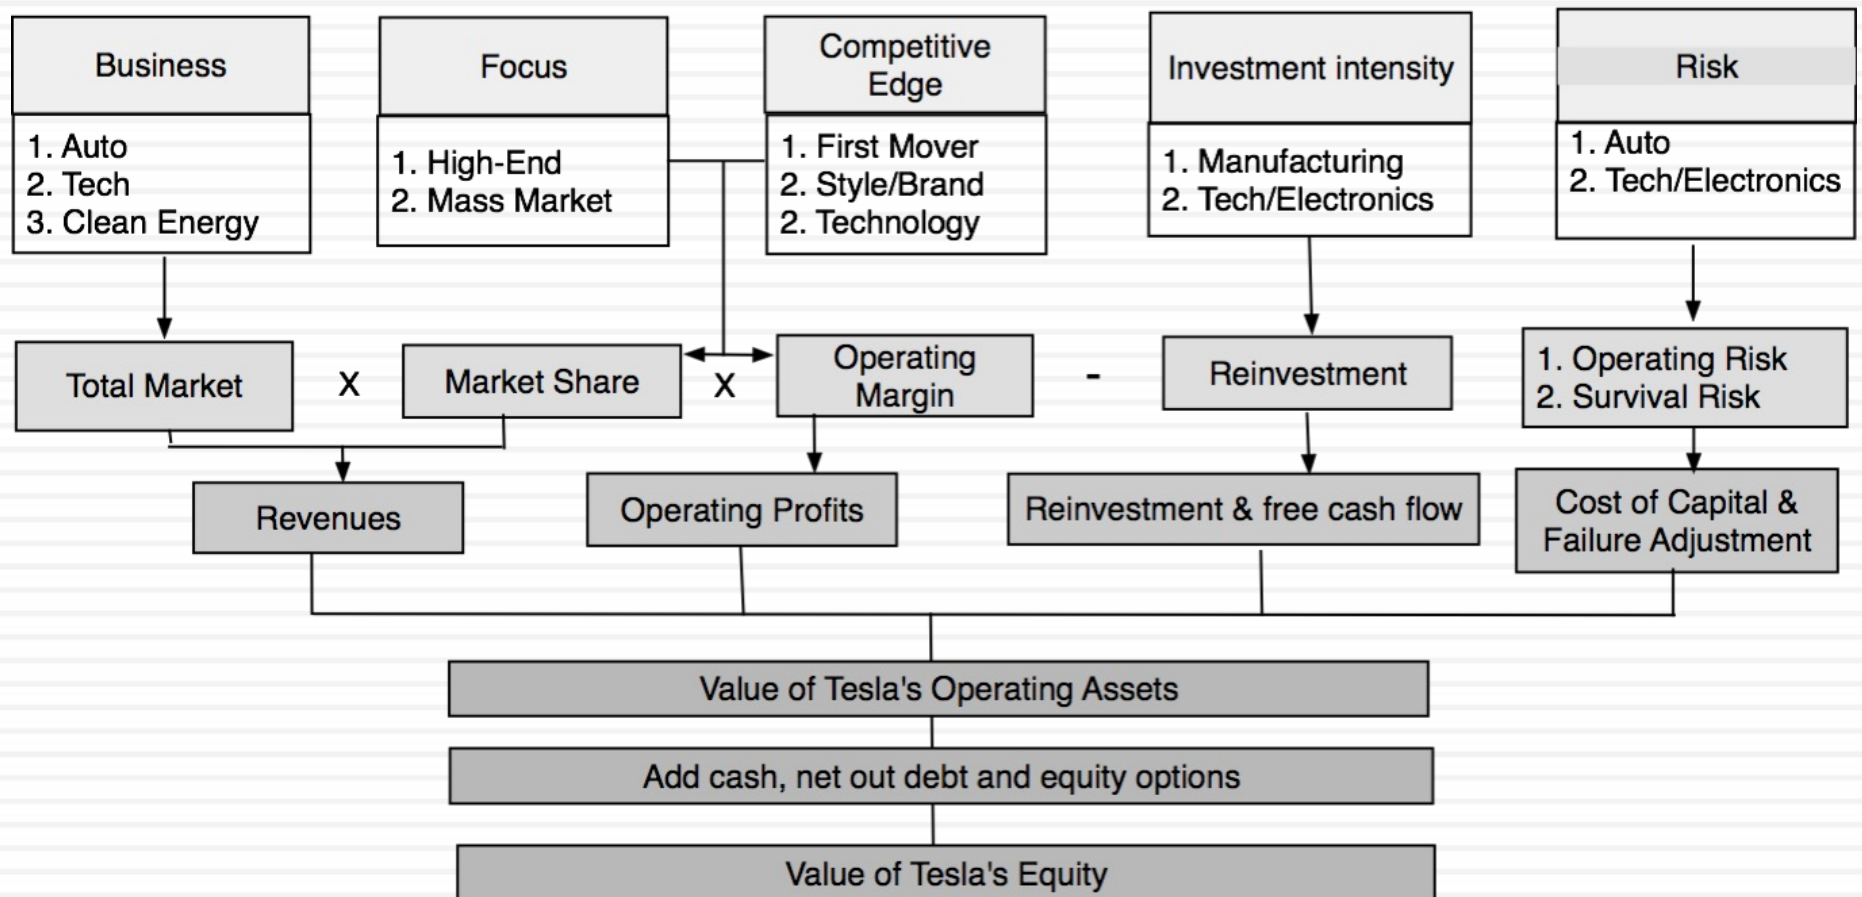 Business
1. Auto
2. Tech
3. Clean Energy
Focus
1. High-End
2. Mass Market
Competitive
Edge
1. First Mover
2. Style/Brand
2. Technology
Investment intensity
1. Manufacturing
2. Tech/Electronics
Risk
1. Auto
2. Tech/Electronics
Total Market
X
Market Share
X
Operating
Margin
-
Reinvestment
1. Operating Risk
2. Survival Risk
Revenues
Operating Profits
Reinvestment & free cash flow
Cost of Capital &
Failure Adjustment
Value of Tesla's Operating Assets
Add cash, net out debt and equity options
Value of Tesla's Equity